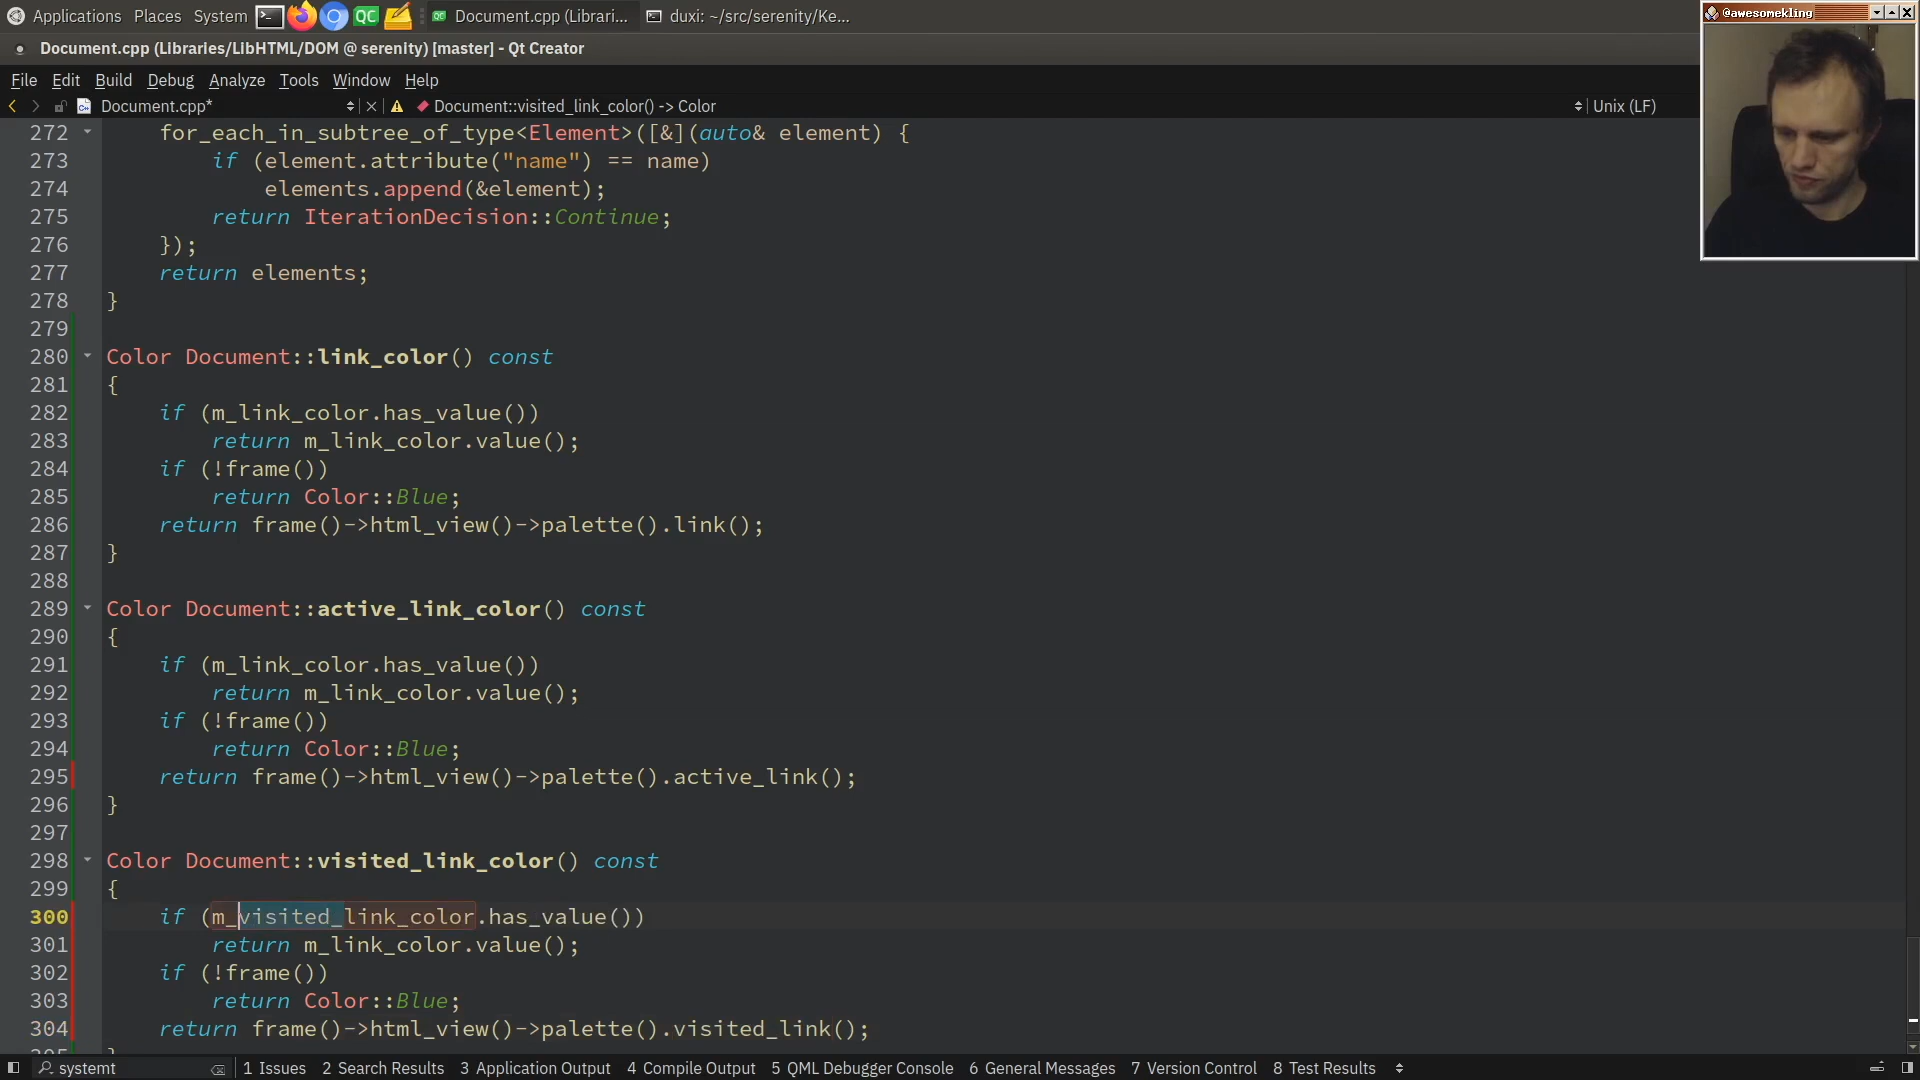 Applications Places System QC QC Document.cpp (Librari... duxi: ~/src/serenity/Ke...
@awesomekling
Document.cpp (Libraries/LibHTML/DOM @ serenity) [master] - Qt Creator
File Edit Build Debug Analyze Tools Window Help
Document.cpp* Document::visited_link_color() -> Color Unix (LF)
272 for_each_in_subtree_of_type<Element>([&](auto& element) {
273 if (element.attribute("name") == name)
274 elements.append(&element);
275 return IterationDecision::Continue;
276 });
277 return elements;
278 }
279
280 Color Document::link_color() const
281 {
282 if (m_link_color.has_value())
283 return m_link_color.value();
284 if (!frame())
285 return Color::Blue;
286 return frame()->html_view()->palette().link();
287 }
288
289 Color Document::active_link_color() const
290 {
291 if (m_link_color.has_value())
292 return m_link_color.value();
293 if (!frame())
294 return Color::Blue;
295 return frame()->html_view()->palette().active_link();
296 }
297
298 Color Document::visited_link_color() const
299 {
300 if (m_visited_link_color.has_value())
301 return m_link_color.value();
302 if (!frame())
303 return Color::Blue;
304 return frame()->html_view()->palette().visited_link();
systemt 1 Issues 2 Search Results 3 Application Output 4 Compile Output 5 QML Debugger Console 6 General Messages 7 Version Control 8 Test Results